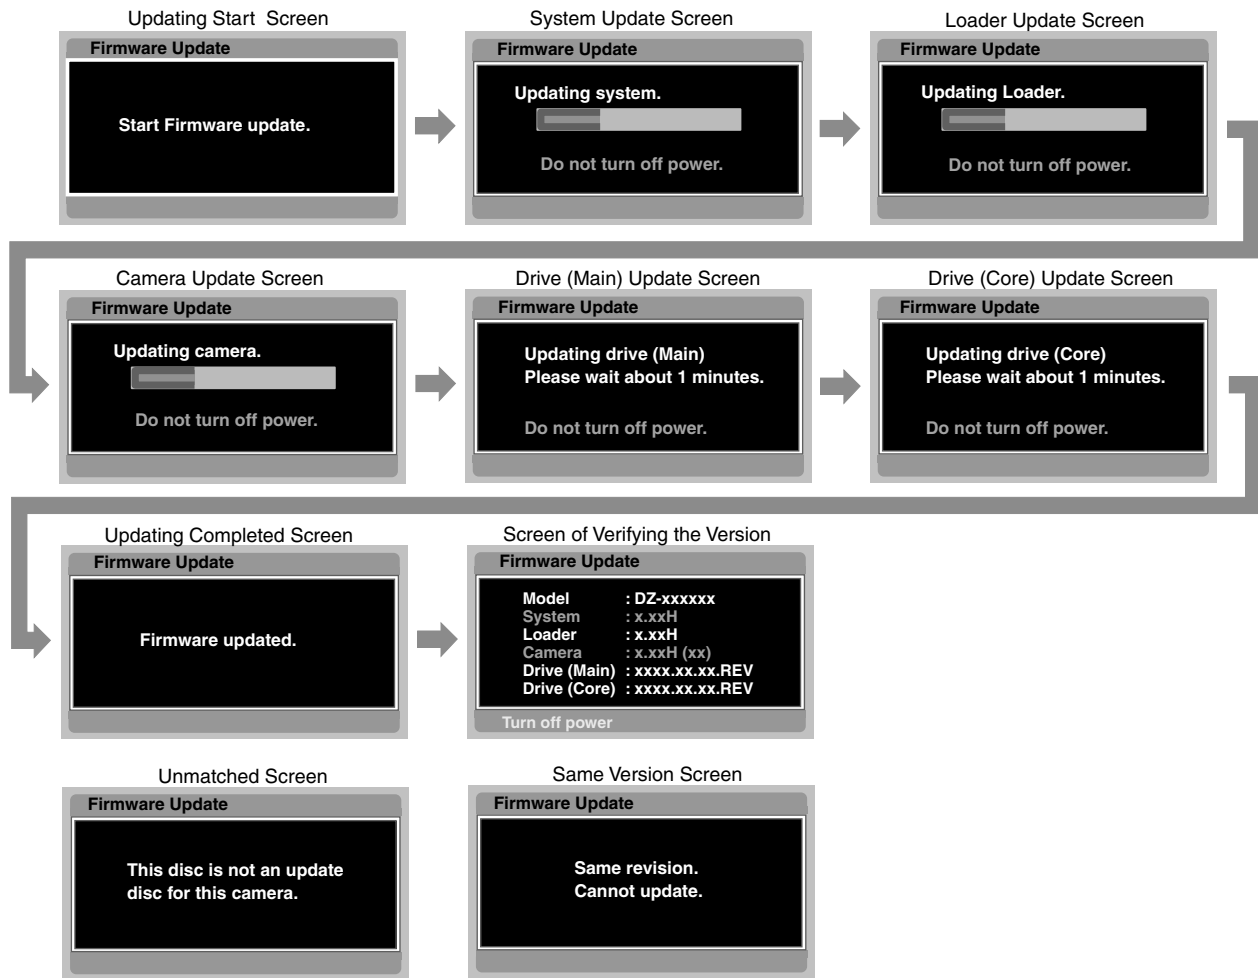 Updating Start Screen
Firmware Update
Start Firmware update.
System Update Screen
Firmware Update
Updating system.
Do not turn off power.
Loader Update Screen
Firmware Update
Updating Loader.
Do not turn off power.
Camera Update Screen
Firmware Update
Updating camera.
Do not turn off power.
Drive (Main) Update Screen
Firmware Update
Updating drive (Main)
Please wait about 1 minutes.
Do not turn off power.
Drive (Core) Update Screen
Firmware Update
Updating drive (Core)
Please wait about 1 minutes.
Do not turn off power.
Updating Completed Screen
Firmware Update
Firmware updated.
Screen of Verifying the Version
Firmware Update
Model : DZ-xxxxxx
System : x.xxH
Loader : x.xxH
Camera : x.xxH (xx)
Drive (Main) : xxxx.xx.xx.REV
Drive (Core) : xxxx.xx.xx.REV
Turn off power
Unmatched Screen
Firmware Update
This disc is not an update
disc for this camera.
Same Version Screen
Firmware Update
Same revision.
Cannot update.